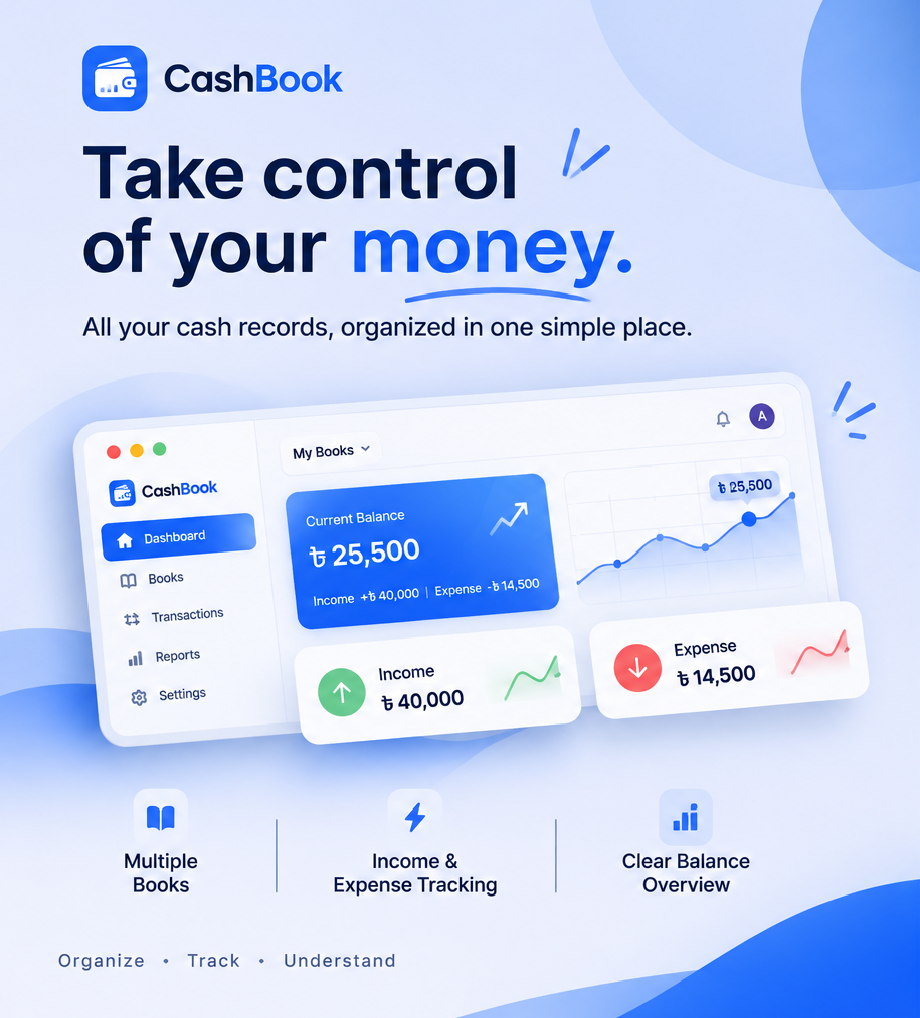 CashBook
Take control
of your money.
All your cash records, organized in one simple place.
My Books
A
CashBook
Dashboard
Books
Transactions
Reports
Settings
Current Balance
৳ 25,500
Income +৳ 40,000 | Expense -৳ 14,500
৳ 25,500
Income
৳ 40,000
Expense
৳ 14,500
Multiple
Books
Income &
Expense Tracking
Clear Balance
Overview
Organize • Track • Understand